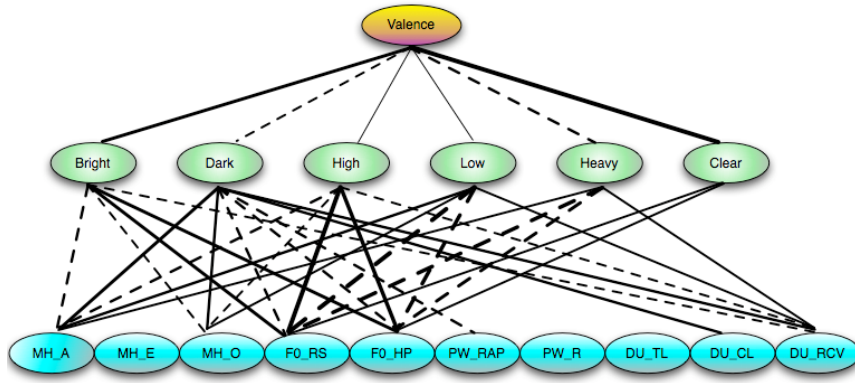 Valence
Bright Dark High Low Heavy Clear
MH_A MH_E MH_O F0_RS F0_HP PW_RAP PW_R DU_TL DU_CL DU_RCV